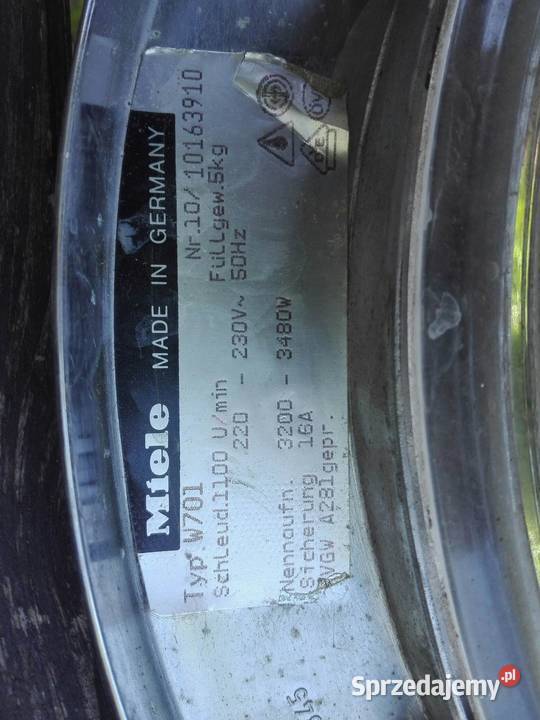 Miele MADE IN GERMANY
Typ W701 Nr.10/ 10163910
Schleud.1100 U/min Füllgew.5kg
220 - 230V~ 50Hz
Nennaufn. 3200 - 3480W
Sicherung 16A
DVGW A281gepr.
Sprzedajemy.pl